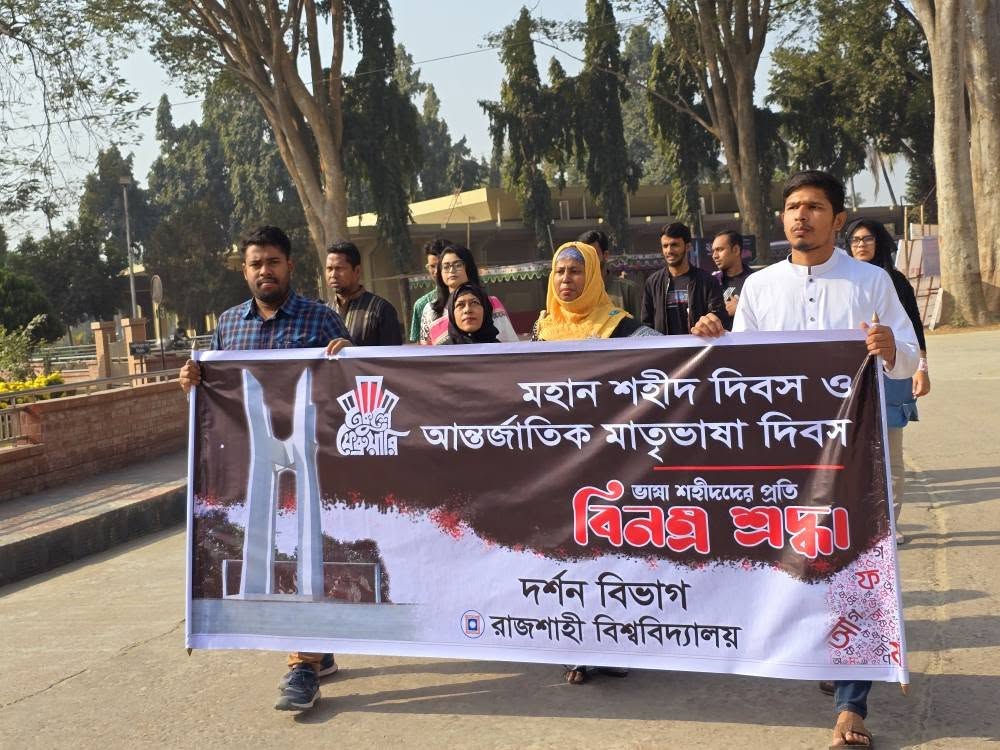 একুশে
ফেব্রুয়ারি
মহান শহীদ দিবস ও
আন্তর্জাতিক মাতৃভাষা দিবস
ভাষা শহীদদের প্রতি
বিনম্র শ্রদ্ধা
দর্শন বিভাগ
রাজশাহী বিশ্ববিদ্যালয়